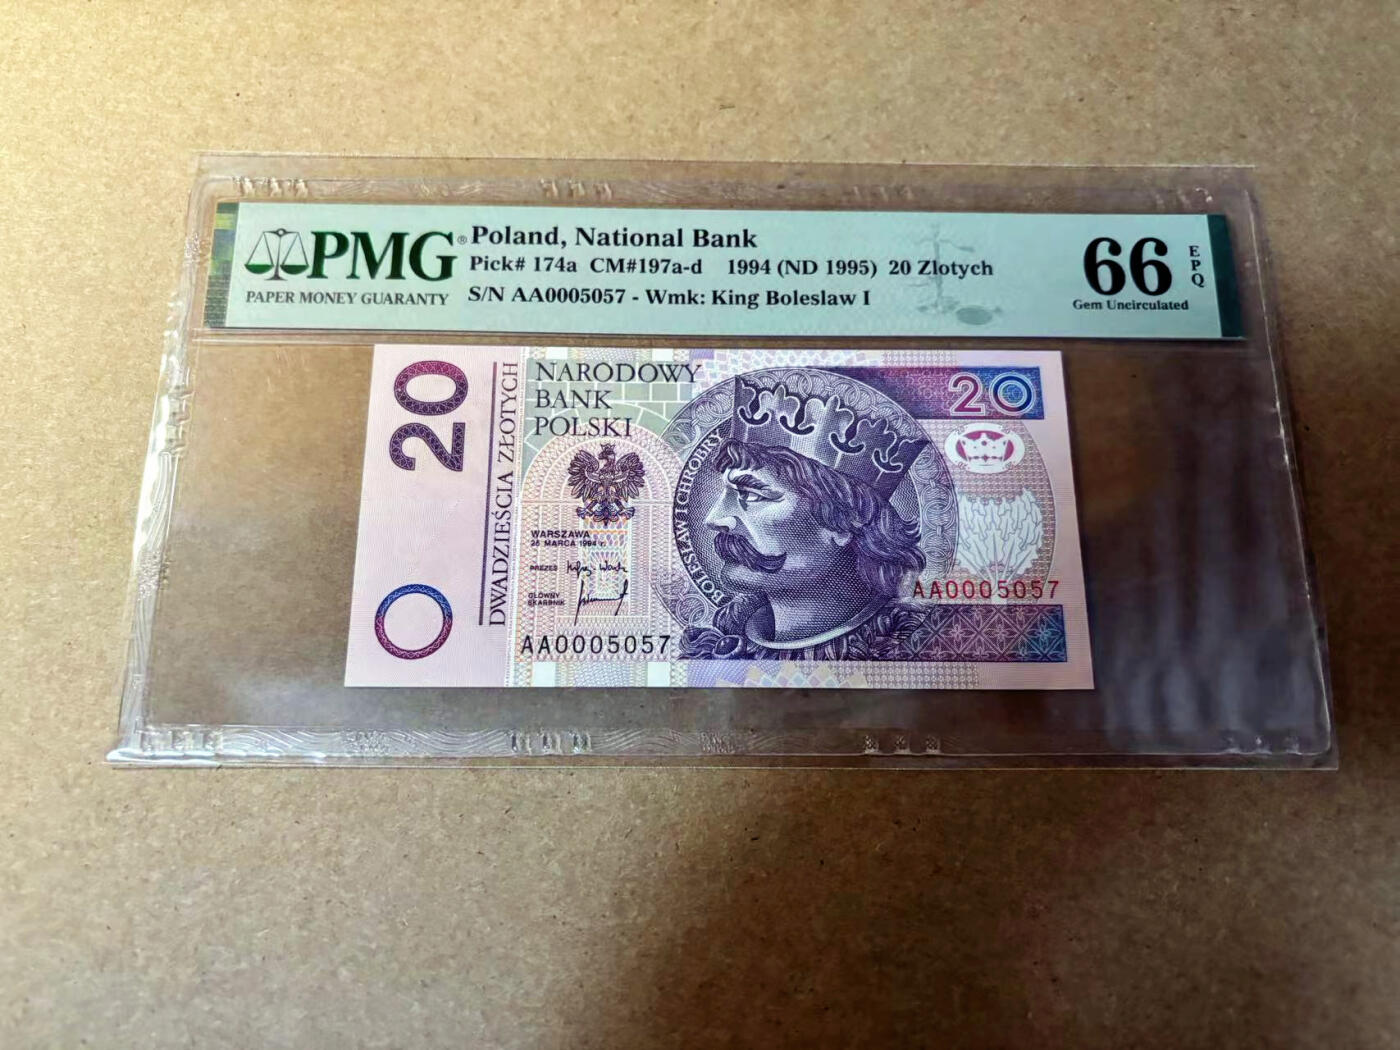 PMG®
PAPER MONEY GUARANTY
Poland, National Bank
Pick# 174a CM#197a-d 1994 (ND 1995) 20 Zlotych
S/N AA0005057 - Wmk: King Boleslaw I
66
EPQ
Gem Uncirculated
20
DWADZIEŚCIA ZŁOTYCH
NARODOWY
BANK
POLSKI
WARSZAWA
25 MARCA 1994 r.
PREZES
GŁÓWNY
SKARBNIK
AA0005057
BOLESŁAW I CHROBRY
20
AA0005057